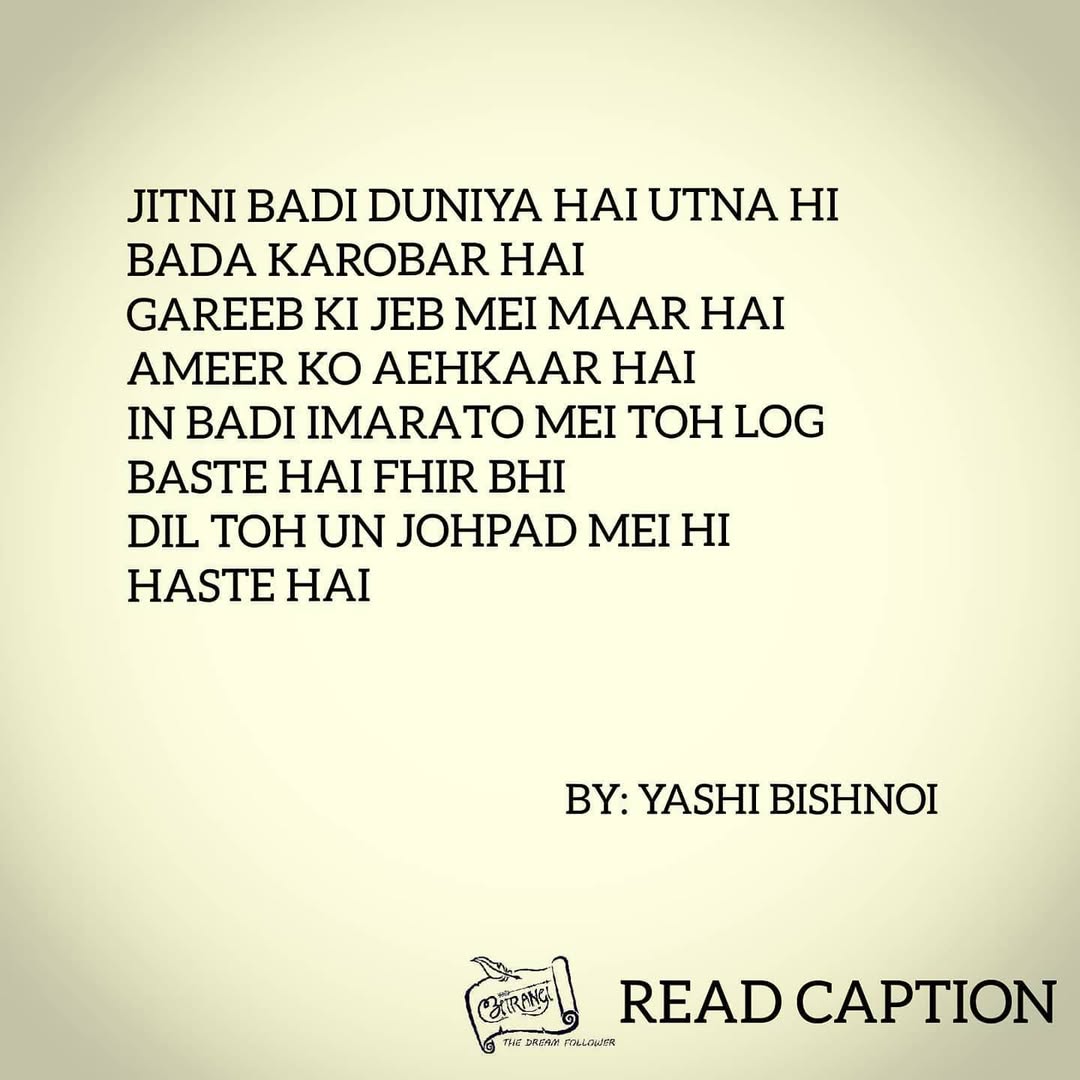 JITNI BADI DUNIYA HAI UTNA HI
BADA KAROBAR HAI
GAREEB KI JEB MEI MAAR HAI
AMEER KO AEHKAAR HAI
IN BADI IMARATO MEI TOH LOG
BASTE HAI FHIR BHI
DIL TOH UN JOHPAD MEI HI
HASTE HAI
BY: YASHI BISHNOI
अTRANGI
THE DREAM FOLLOWER
READ CAPTION